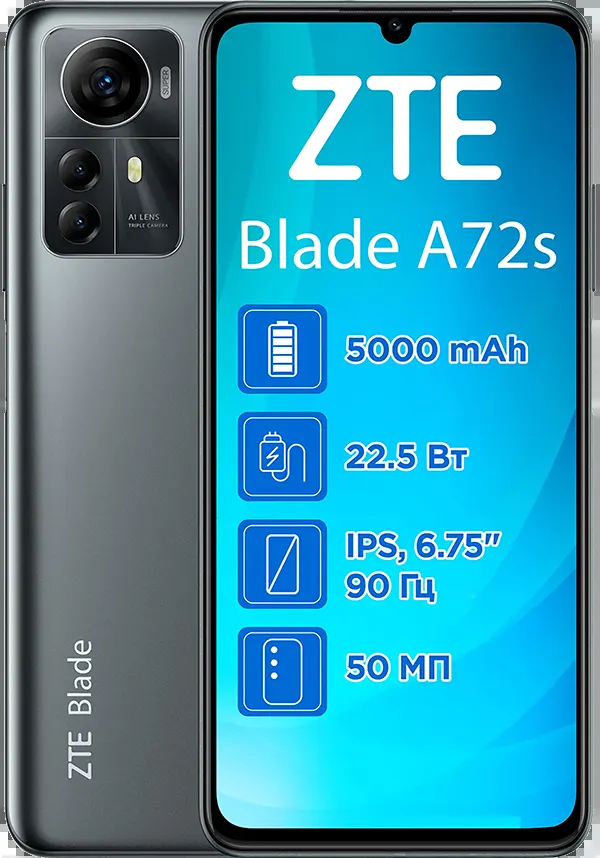 SUPER
AI LENS
TRIPLE CAMERA
ZTE Blade
ZTE
Blade A72s
5000 mAh
22.5 Вт
IPS, 6.75"
90 Гц
50 МП